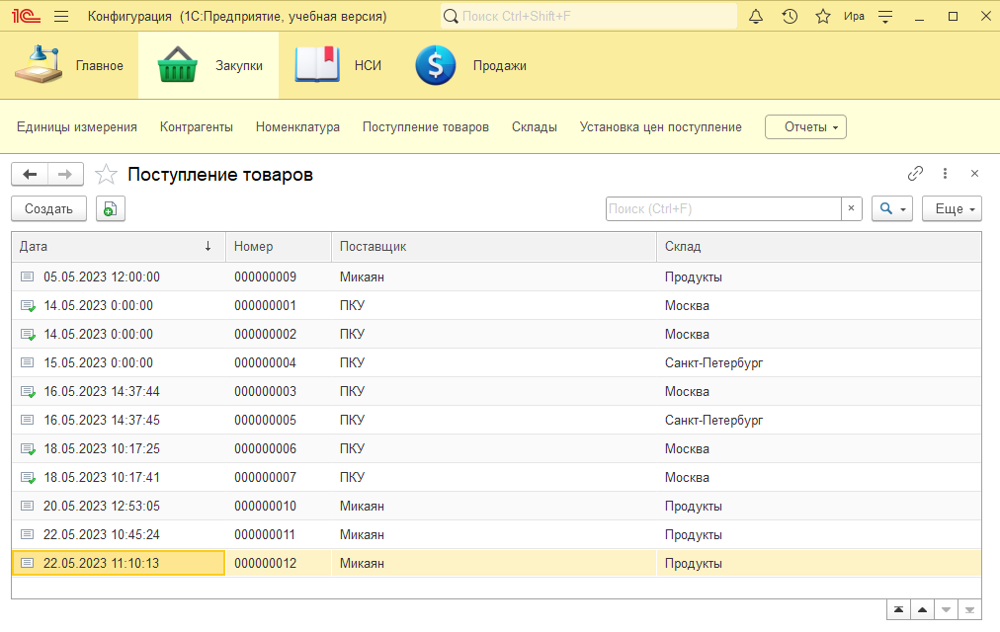 1С Конфигурация (1С:Предприятие, учебная версия) Поиск Ctrl+Shift+F Ира
Главное Закупки НСИ Продажи
Единицы измерения Контрагенты Номенклатура Поступление товаров Склады Установка цен поступление Отчеты
Поступление товаров
Создать Поиск (Ctrl+F) × Еще
Дата ↓ Номер Поставщик Склад
05.05.2023 12:00:00 000000009 Микаян Продукты
14.05.2023 0:00:00 000000001 ПКУ Москва
14.05.2023 0:00:00 000000002 ПКУ Москва
15.05.2023 0:00:00 000000004 ПКУ Санкт-Петербург
16.05.2023 14:37:44 000000003 ПКУ Москва
16.05.2023 14:37:45 000000005 ПКУ Санкт-Петербург
18.05.2023 10:17:25 000000006 ПКУ Москва
18.05.2023 10:17:41 000000007 ПКУ Москва
20.05.2023 12:53:05 000000010 Микаян Продукты
22.05.2023 10:45:24 000000011 Микаян Продукты
22.05.2023 11:10:13 000000012 Микаян Продукты